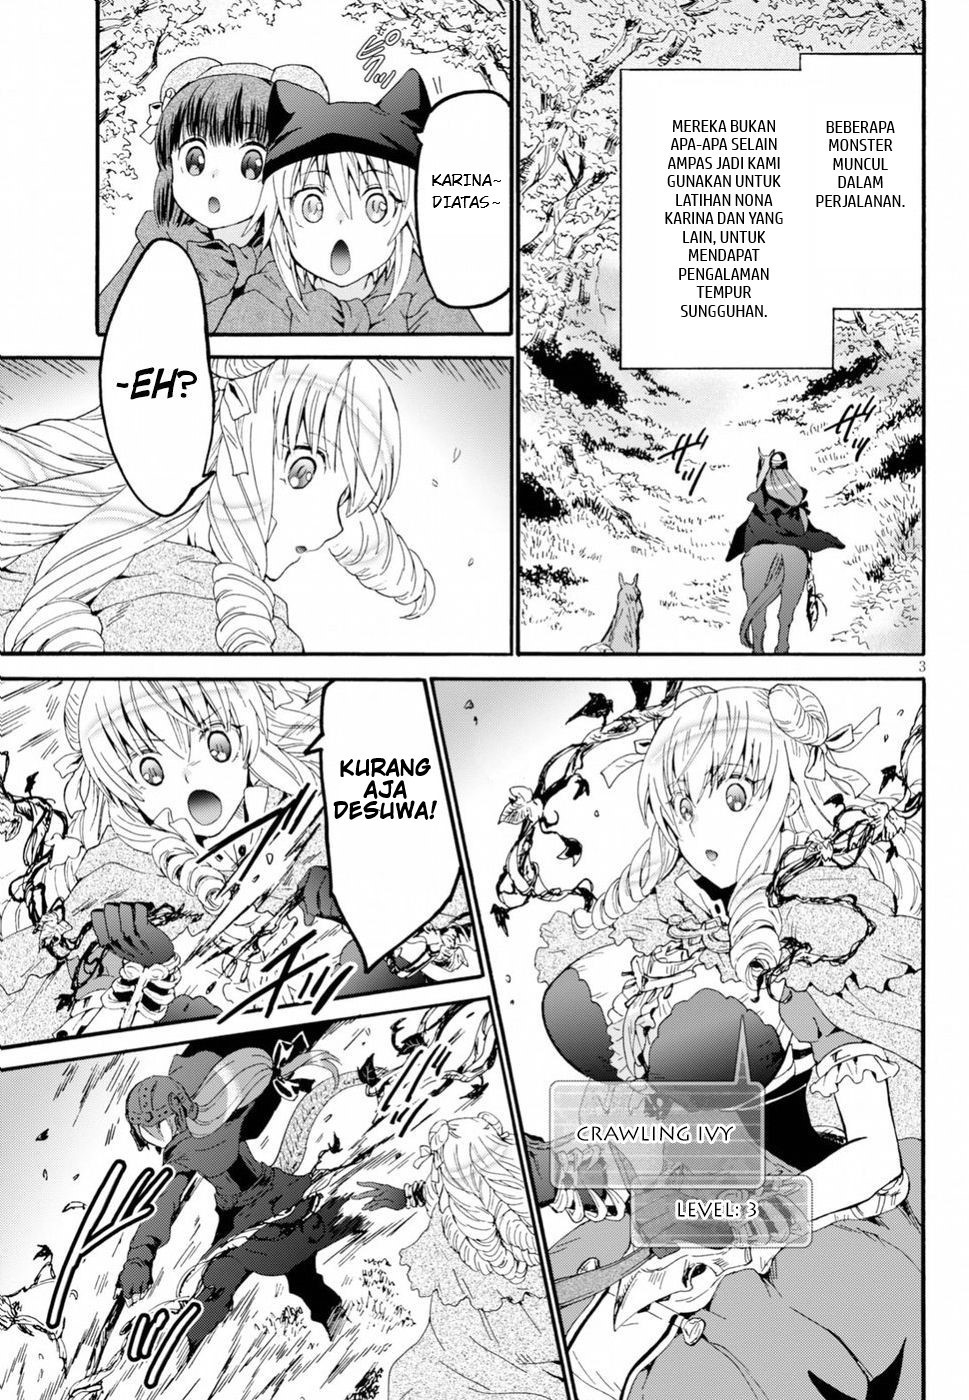 BEBERAPA
MONSTER
MUNCUL
DALAM
PERJALANAN.
MEREKA BUKAN
APA-APA SELAIN
AMPAS JADI KAMI
GUNAKAN UNTUK
LATIHAN NONA
KARINA DAN YANG
LAIN, UNTUK
MENDAPAT
PENGALAMAN
TEMPUR
SUNGGUHAN.
KARINA~
DIATAS~
~EH?
3
CRAWLING IVY
LEVEL: 3
KURANG
AJA
DESUWA!